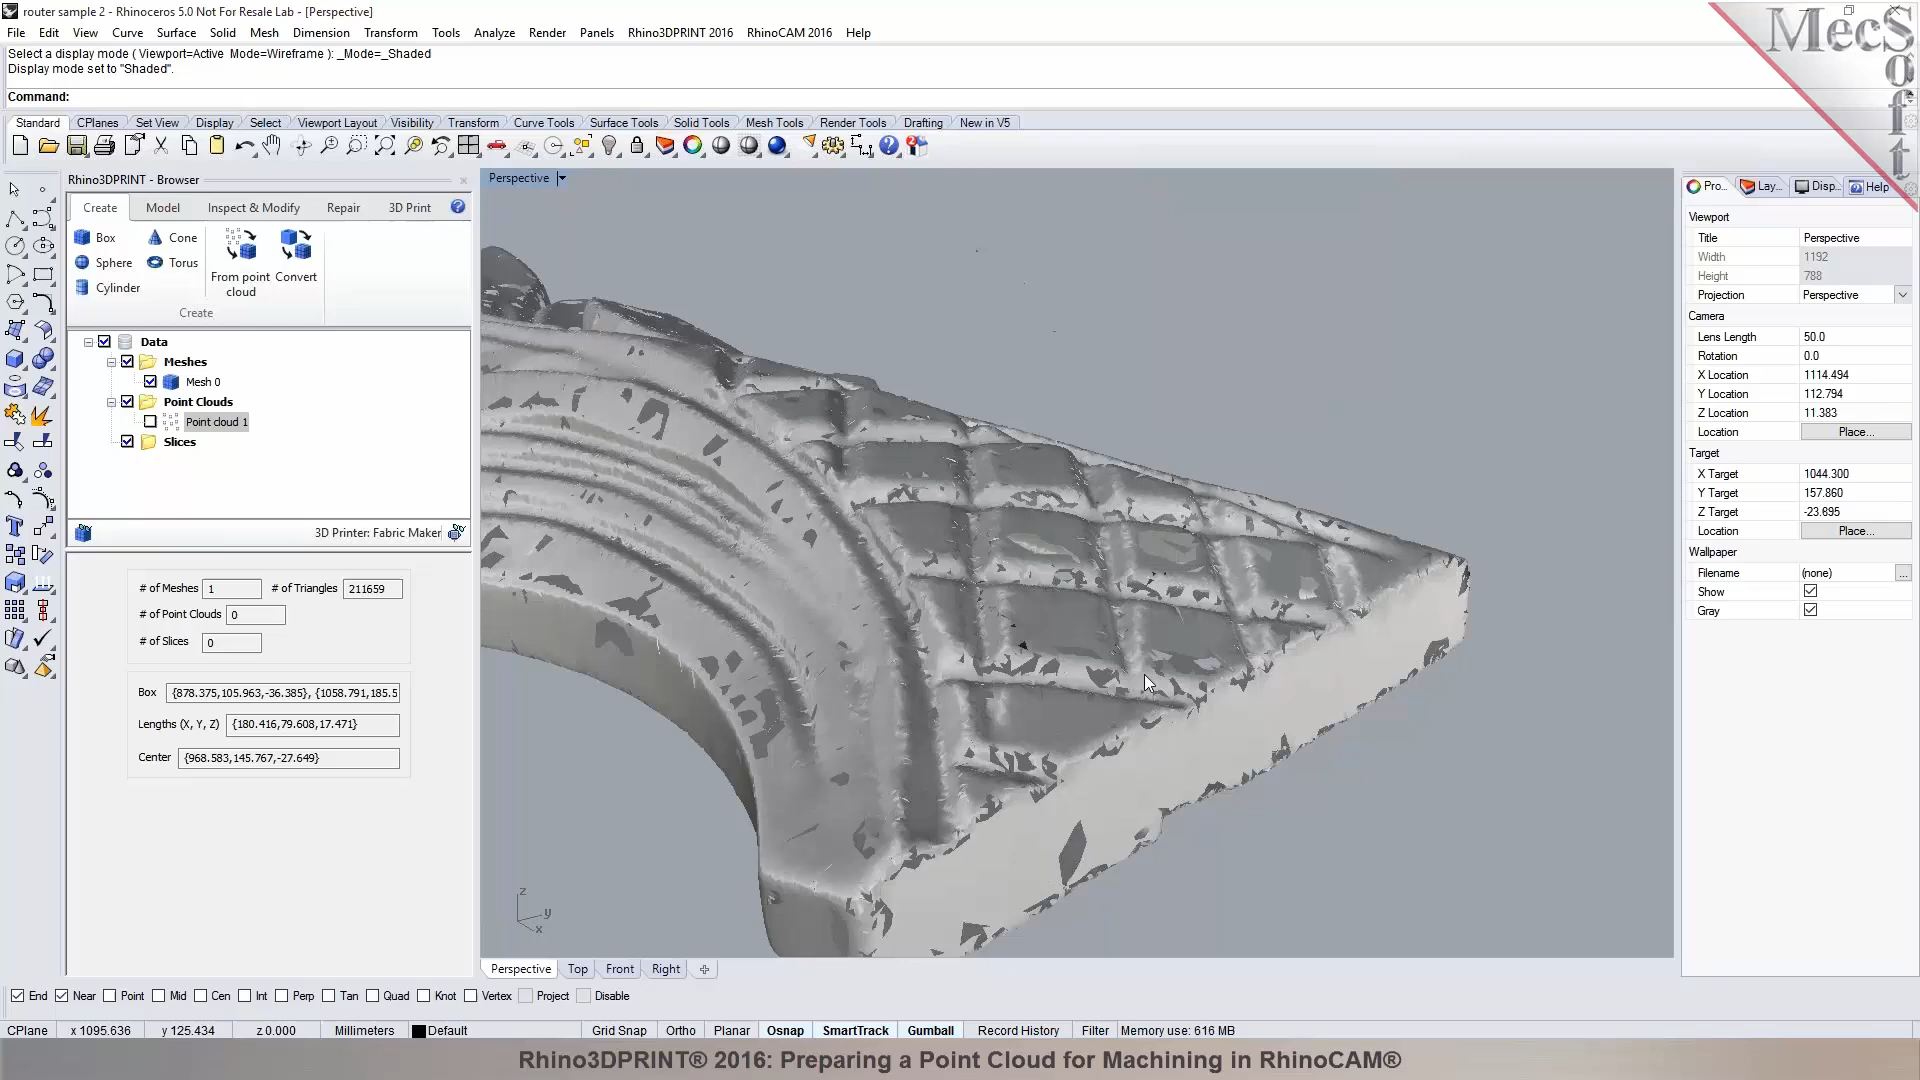 router sample 2 - Rhinoceros 5.0 Not For Resale Lab - [Perspective]
File Edit View Curve Surface Solid Mesh Dimension Transform Tools Analyze Render Panels Rhino3DPRINT 2016 RhinoCAM 2016 Help
MecSoft
Select a display mode ( Viewport=Active Mode=Wireframe ): _Mode=_Shaded
Display mode set to "Shaded".
Command:
Standard CPlanes Set View Display Select Viewport Layout Visibility Transform Curve Tools Surface Tools Solid Tools Mesh Tools Render Tools Drafting New in V5
Rhino3DPRINT - Browser
Create Model Inspect & Modify Repair 3D Print
Box Cone
Sphere Torus
Cylinder
From point cloud
Convert
Create
Data
Meshes
Mesh 0
Point Clouds
Point cloud 1
Slices
3D Printer: Fabric Maker
# of Meshes 1 # of Triangles 211659
# of Point Clouds 0
# of Slices 0
Box {878.375,105.963,-36.385}, {1058.791,185.5
Lengths (X, Y, Z) {180.416,79.608,17.471}
Center {968.583,145.767,-27.649}
Perspective
z
y
x
Perspective Top Front Right
Pro... Lay... Disp... Help
Viewport
Title Perspective
Width 1192
Height 788
Projection Perspective
Camera
Lens Length 50.0
Rotation 0.0
X Location 1114.494
Y Location 112.794
Z Location 11.383
Location Place...
Target
X Target 1044.300
Y Target 157.860
Z Target -23.695
Location Place...
Wallpaper
Filename (none) ...
Show
Gray
End Near Point Mid Cen Int Perp Tan Quad Knot Vertex Project Disable
CPlane x 1095.636 y 125.434 z 0.000 Millimeters Default Grid Snap Ortho Planar Osnap SmartTrack Gumball Record History Filter Memory use: 616 MB
Rhino3DPRINT® 2016: Preparing a Point Cloud for Machining in RhinoCAM®